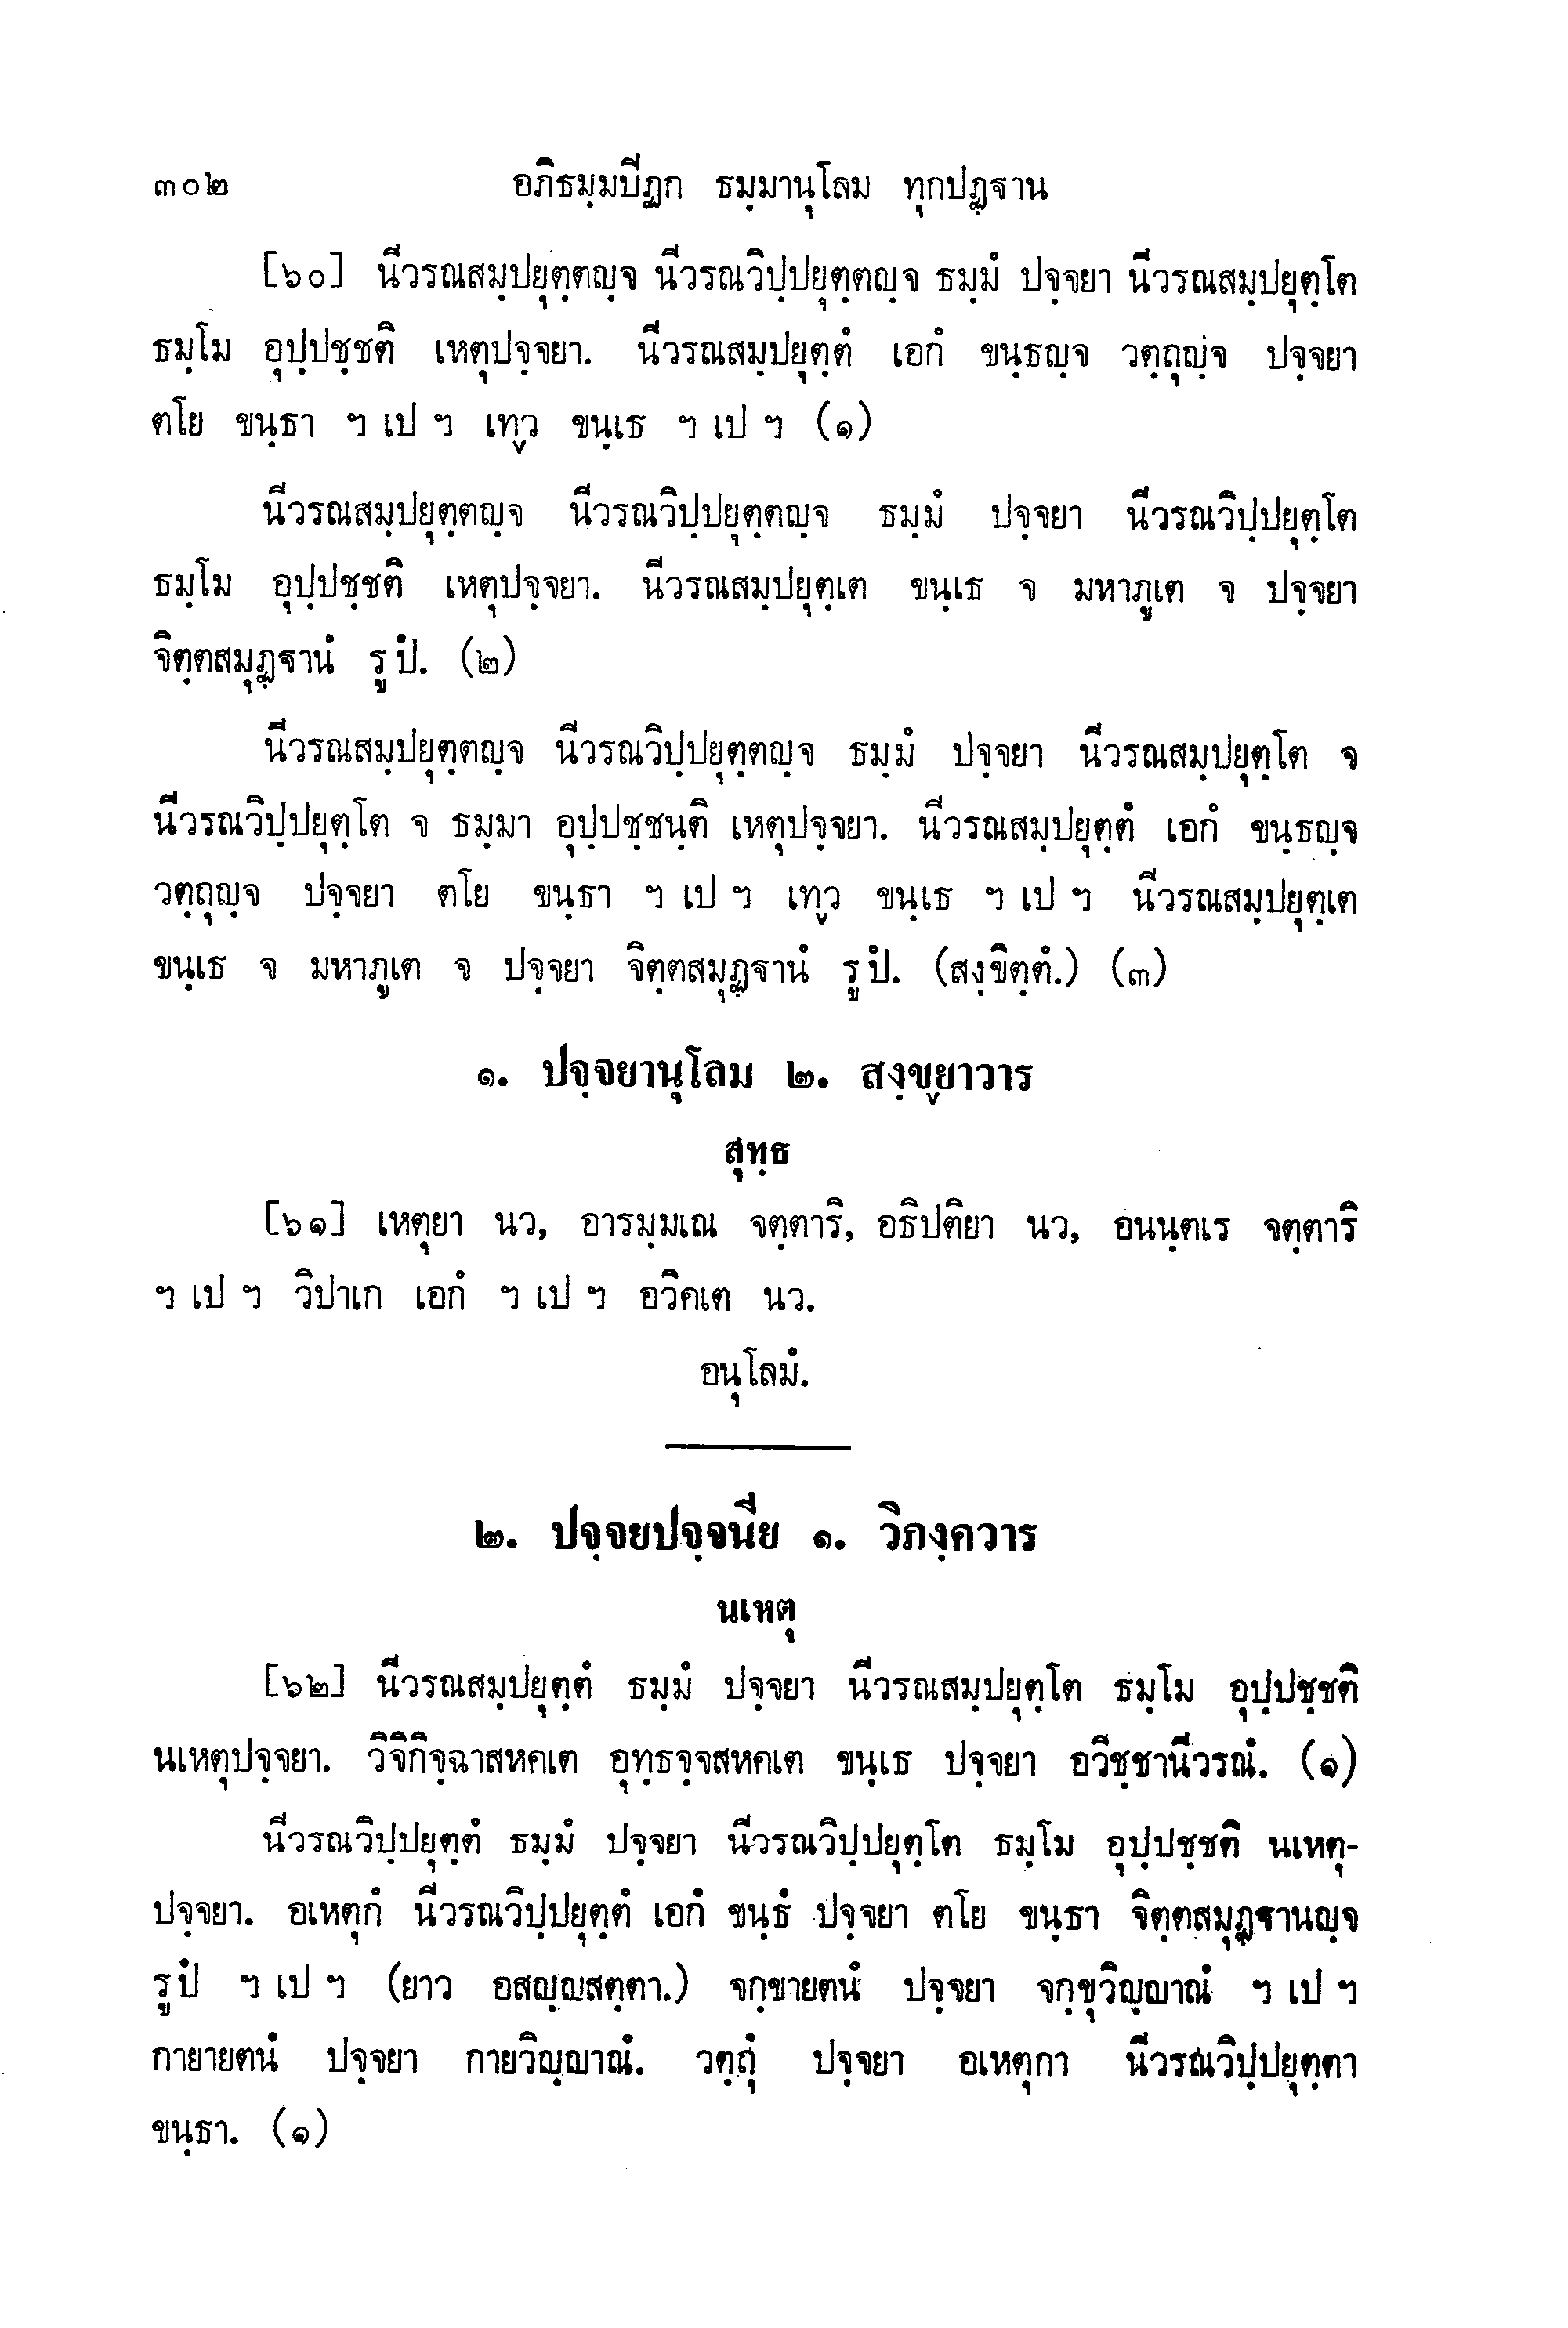 ๓๐๒ อภิธมฺมปีฏก ธมฺมานุโลม ทุกปฏฺฐาน
[๖๐] นีวรณสมฺปยุตฺตญฺจ นีวรณวิปฺปยุตฺตญฺจ ธมฺมํ ปจฺจยา นีวรณสมฺปยุตฺโต
ธมฺโม อุปฺปชฺชติ เหตุปจฺจยา. นีวรณสมฺปยุตฺตํ เอกํ ขนฺธญฺจ วตฺถุญฺจ ปจฺจยา
ตโย ขนฺธา ฯ เป ฯ เทฺว ขนฺเธ ฯ เป ฯ (๑)
นีวรณสมฺปยุตฺตญฺจ นีวรณวิปฺปยุตฺตญฺจ ธมฺมํ ปจฺจยา นีวรณวิปฺปยุตฺโต
ธมฺโม อุปฺปชฺชติ เหตุปจฺจยา. นีวรณสมฺปยุตฺเต ขนฺเธ จ มหาภูเต จ ปจฺจยา
จิตฺตสมุฏฺฐานํ รูปํ. (๒)
นีวรณสมฺปยุตฺตญฺจ นีวรณวิปฺปยุตฺตญฺจ ธมฺมํ ปจฺจยา นีวรณสมฺปยุตฺโต จ
นีวรณวิปฺปยุตฺโต จ ธมฺมา อุปฺปชฺชนฺติ เหตุปจฺจยา. นีวรณสมฺปยุตฺตํ เอกํ ขนฺธญฺจ
วตฺถุญฺจ ปจฺจยา ตโย ขนฺธา ฯ เป ฯ เทฺว ขนฺเธ ฯ เป ฯ นีวรณสมฺปยุตฺเต
ขนฺเธ จ มหาภูเต จ ปจฺจยา จิตฺตสมุฏฺฐานํ รูปํ. (สงฺขิตฺตํ.) (๓)
๑. ปจฺจยานุโลม ๒. สงฺขฺยาวาร
สุทฺธ
[๖๑] เหตุยา นว, อารมฺมเณ จตฺตาริ, อธิปติยา นว, อนนฺตเร จตฺตาริ
ฯ เป ฯ วิปาเก เอกํ ฯ เป ฯ อวิคเต นว.
อนุโลมํ.
๒. ปจฺจยปจฺจนีย ๑. วิภงฺควาร
นเหตุ
[๖๒] นีวรณสมฺปยุตฺตํ ธมฺมํ ปจฺจยา นีวรณสมฺปยุตฺโต ธมฺโม อุปฺปชฺชติ
นเหตุปจฺจยา. วิจิกิจฺฉาสหคเต อุทฺธจฺจสหคเต ขนฺเธ ปจฺจยา อวิชฺชานีวรณํ. (๑)
นีวรณวิปฺปยุตฺตํ ธมฺมํ ปจฺจยา นีวรณวิปฺปยุตฺโต ธมฺโม อุปฺปชฺชติ นเหตุ-
ปจฺจยา. อเหตุกํ นีวรณวิปฺปยุตฺตํ เอกํ ขนฺธํ ปจฺจยา ตโย ขนฺธา จิตฺตสมุฏฺฐานญฺจ
รูปํ ฯ เป ฯ (ยาว อสญฺญสตฺตา.) จกฺขายตนํ ปจฺจยา จกฺขุวิญฺญาณํ ฯ เป ฯ
กายายตนํ ปจฺจยา กายวิญฺญาณํ. วตฺถุํ ปจฺจยา อเหตุกา นีวรณวิปฺปยุตฺตา
ขนฺธา. (๑)